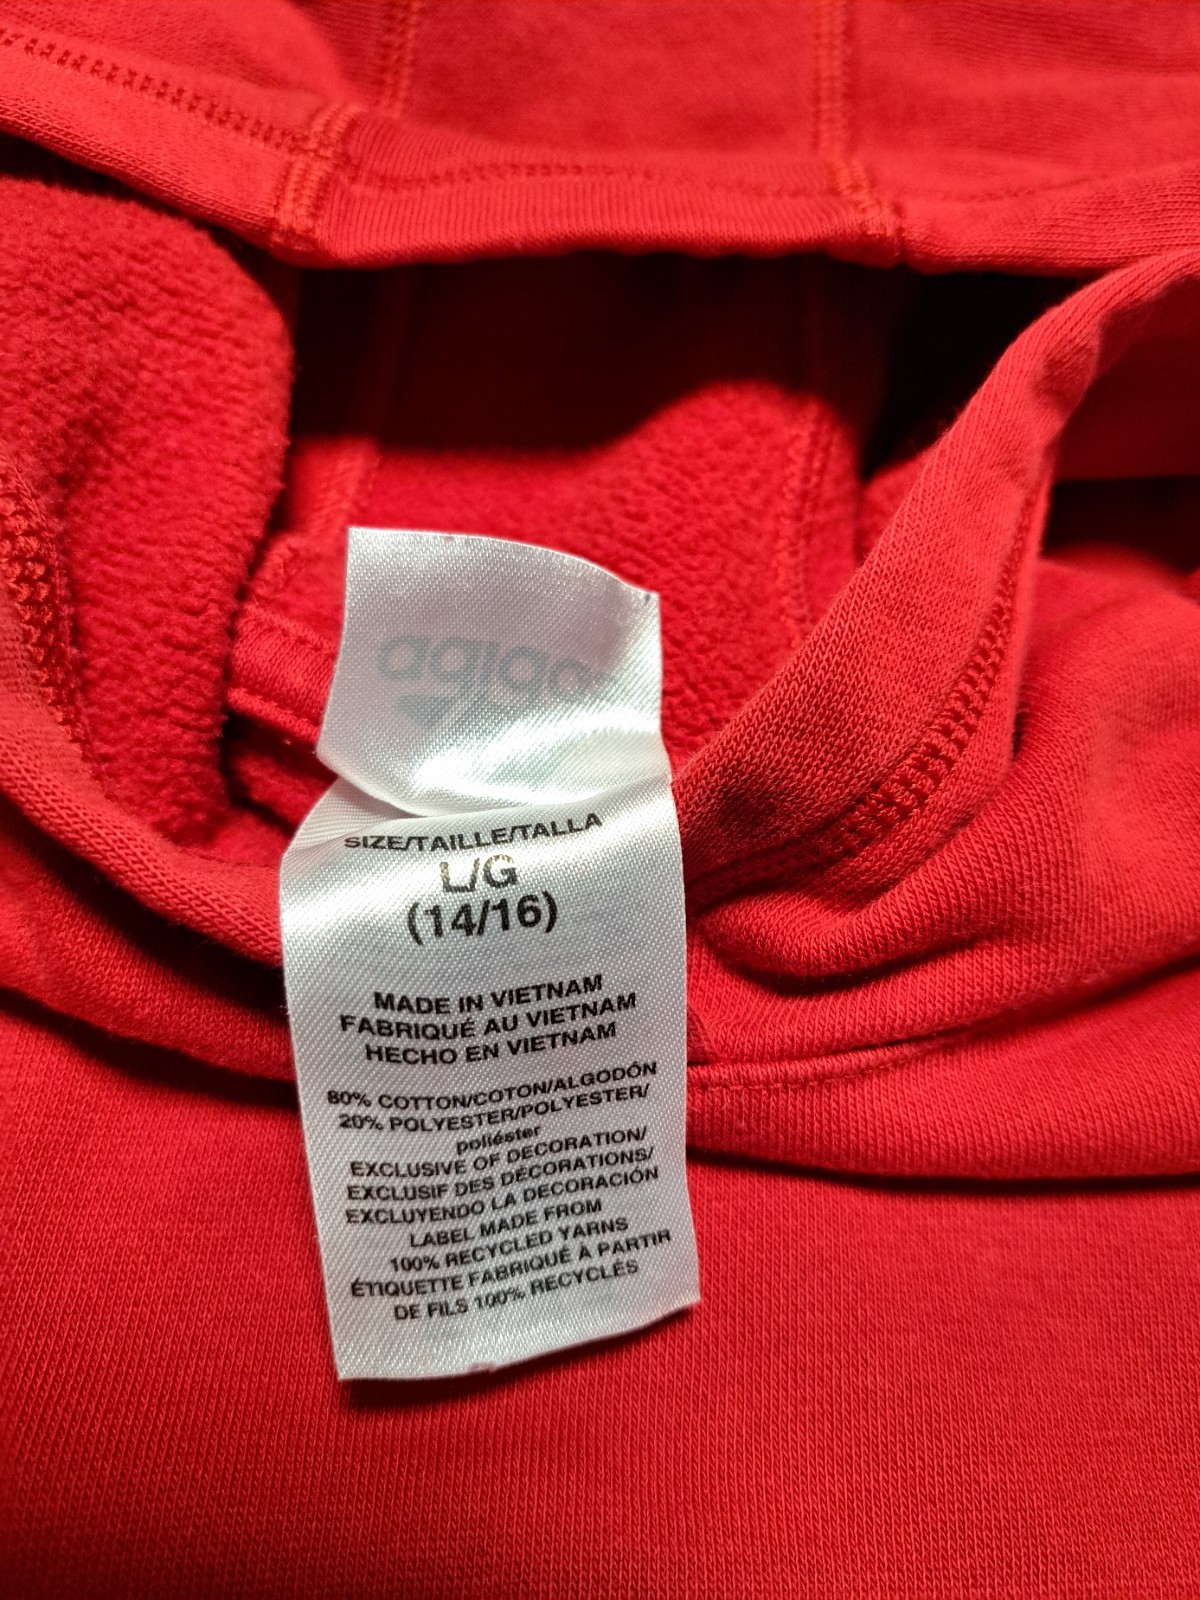 adidas
SIZE/TAILLE/TALLA
L/G
(14/16)
MADE IN VIETNAM
FABRIQUÉ AU VIETNAM
HECHO EN VIETNAM
80% COTTON/COTON/ALGODÓN
20% POLYESTER/POLYESTER/
poliéster
EXCLUSIVE OF DECORATION/
EXCLUSIF DES DÉCORATIONS/
EXCLUYENDO LA DECORACIÓN
LABEL MADE FROM
100% RECYCLED YARNS
ÉTIQUETTE FABRIQUÉ À PARTIR
DE FILS 100% RECYCLÉS